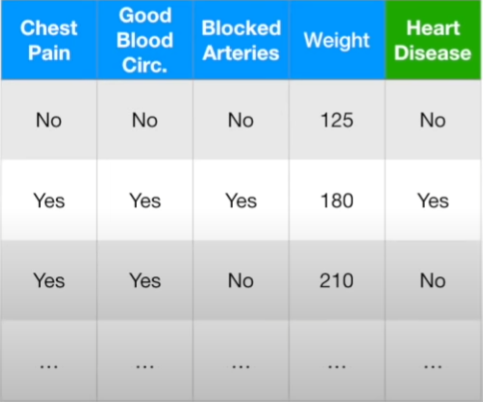 Chest Pain Good Blood Circ. Blocked Arteries Weight Heart Disease
No No No 125 No
Yes Yes Yes 180 Yes
Yes Yes No 210 No
... ... ... ... ...